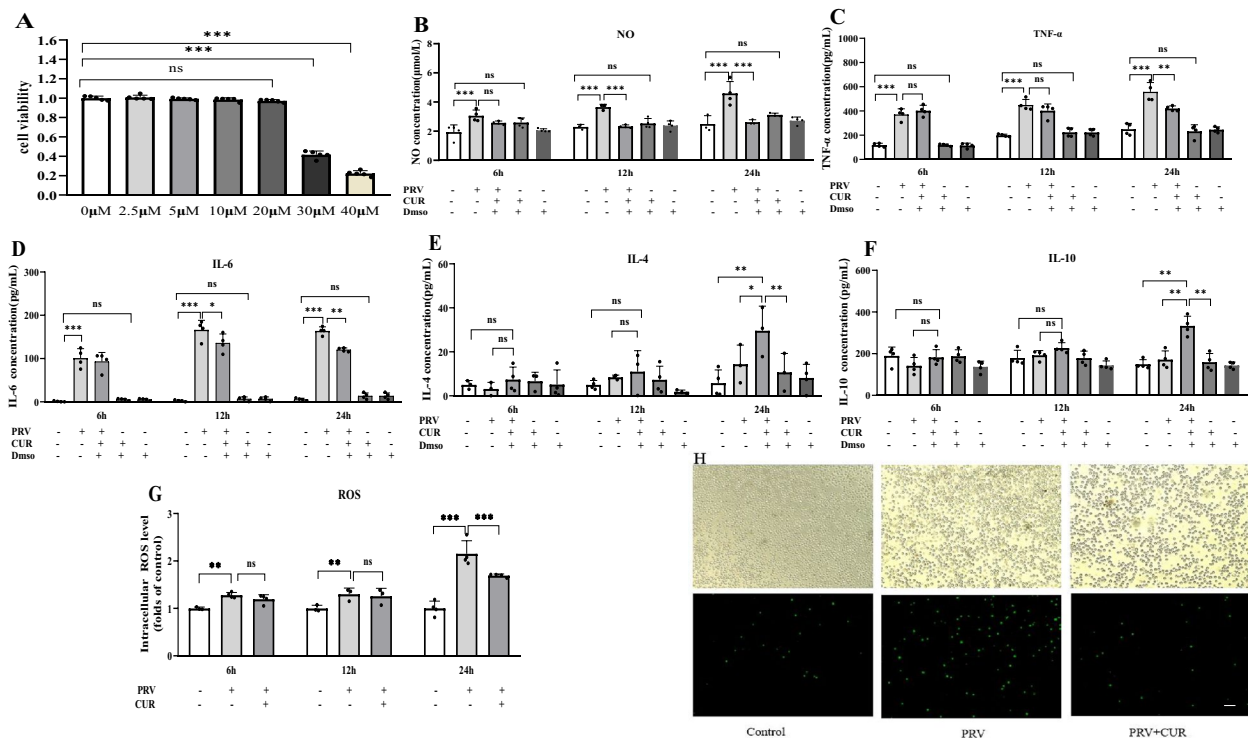 A
cell viability
1.6
1.4
1.2
1.0
0.8
0.6
0.4
0.2
0.0
***
***
ns
0μM 2.5μM 5μM 10μM 20μM 30μM 40μM
B
NO
NO concentration(μmol/L)
8
6
4
2
0
ns
*** ns
ns
*** ***
ns
*** ***
6h 12h 24h
PRV - + + - - - + + - - - + + - -
CUR - - + + - - - + + - - - + + -
Dmso - - + + + - - + + + - - + + +
C
TNF-α
TNF-α concentration(pg/mL)
1000
800
600
400
200
0
ns
*** ns
ns
*** ns
ns
*** **
6h 12h 24h
PRV - + + - - - + + - - - + + - -
CUR - - + + - - - + + - - - + + -
Dmso - - + + + - - + + + - - + + +
D
IL-6
IL-6 concentration(pg/mL)
300
200
100
0
ns
***
ns
*** *
ns
*** **
6h 12h 24h
PRV - + + - - - + + - - - + + - -
CUR - - + + - - - + + - - - + + -
Dmso - - + + + - - + + + - - + + +
E
IL-4
IL-4 concentration(pg/mL)
60
40
20
0
ns
ns
ns
ns
**
* **
6h 12h 24h
PRV - + + - - - + + - - - + + - -
CUR - - + + - - - + + - - - + + -
Dmso - - + + + - - + + + - - + + +
F
IL-10
IL-10 concentration (pg/mL)
600
400
200
0
ns
ns
ns
ns
**
** **
6h 12h 24h
PRV - + + - - - + + - - - + + - -
CUR - - + + - - - + + - - - + + -
Dmso - - + + + - - + + + - - + + +
G
ROS
Intracellular ROS level
(folds of control)
3
2
1
0
** ns
** ns
*** ***
6h 12h 24h
PRV - + + - + + - + +
CUR - - + - - + - - +
H
Control PRV PRV+CUR